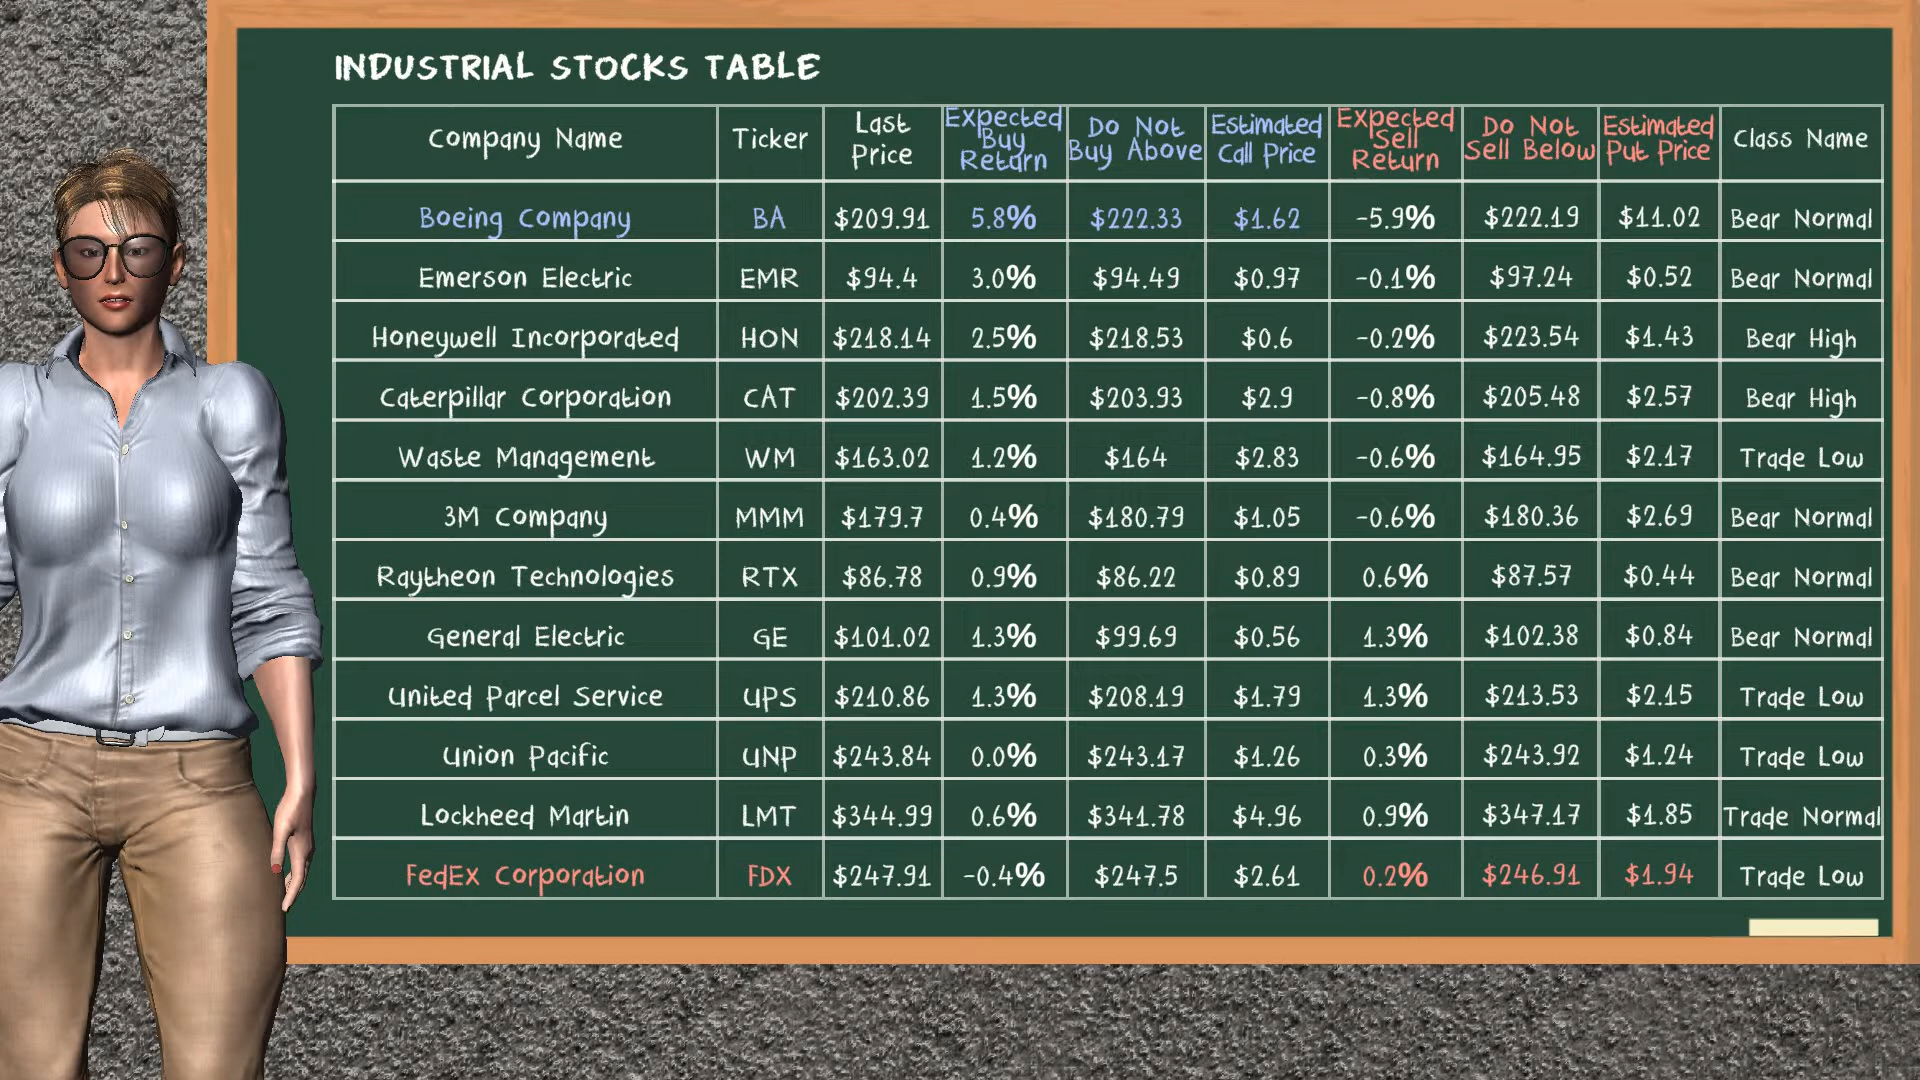 INDUSTRIAL STOCKS TABLE
Company Name Ticker Last Price Expected Buy Return Do Not Buy Above Estimated Call Price Expected Sell Return Do Not Sell Below Estimated Put Price Class Name
Boeing Company BA $209.91 5.8% $222.33 $1.62 -5.9% $222.19 $11.02 Bear Normal
Emerson Electric EMR $94.4 3.0% $94.49 $0.97 -0.1% $97.24 $0.52 Bear Normal
Honeywell Incorporated HON $218.14 2.5% $218.53 $0.6 -0.2% $223.54 $1.43 Bear High
Caterpillar Corporation CAT $202.39 1.5% $203.93 $2.9 -0.8% $205.48 $2.57 Bear High
Waste Management WM $163.02 1.2% $164 $2.83 -0.6% $164.95 $2.17 Trade Low
3M Company MMM $179.7 0.4% $180.79 $1.05 -0.6% $180.36 $2.69 Bear Normal
Raytheon Technologies RTX $86.78 0.9% $86.22 $0.89 0.6% $87.57 $0.44 Bear Normal
General Electric GE $101.02 1.3% $99.69 $0.56 1.3% $102.38 $0.84 Bear Normal
United Parcel Service UPS $210.86 1.3% $208.19 $1.79 1.3% $213.53 $2.15 Trade Low
Union Pacific UNP $243.84 0.0% $243.17 $1.26 0.3% $243.92 $1.24 Trade Low
Lockheed Martin LMT $344.99 0.6% $341.78 $4.96 0.9% $347.17 $1.85 Trade Normal
FedEx Corporation FDX $247.91 -0.4% $247.5 $2.61 0.2% $246.91 $1.94 Trade Low